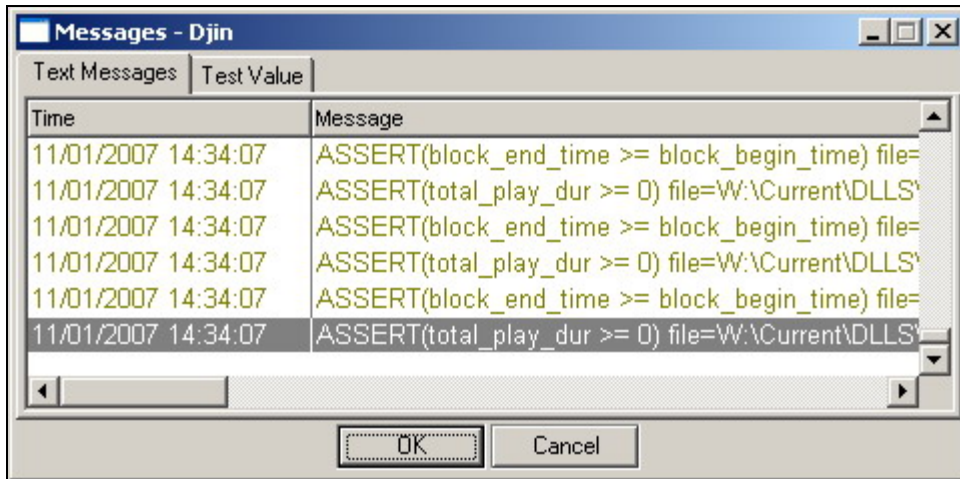 Messages - Djin
Text Messages Test Value
Time Message
11/01/2007 14:34:07 ASSERT(block_end_time >= block_begin_time) file=
11/01/2007 14:34:07 ASSERT(total_play_dur >= 0) file=W:\Current\DLLS\
11/01/2007 14:34:07 ASSERT(block_end_time >= block_begin_time) file=
11/01/2007 14:34:07 ASSERT(total_play_dur >= 0) file=W:\Current\DLLS\
11/01/2007 14:34:07 ASSERT(block_end_time >= block_begin_time) file=
11/01/2007 14:34:07 ASSERT(total_play_dur >= 0) file=W:\Current\DLLS\
OK Cancel